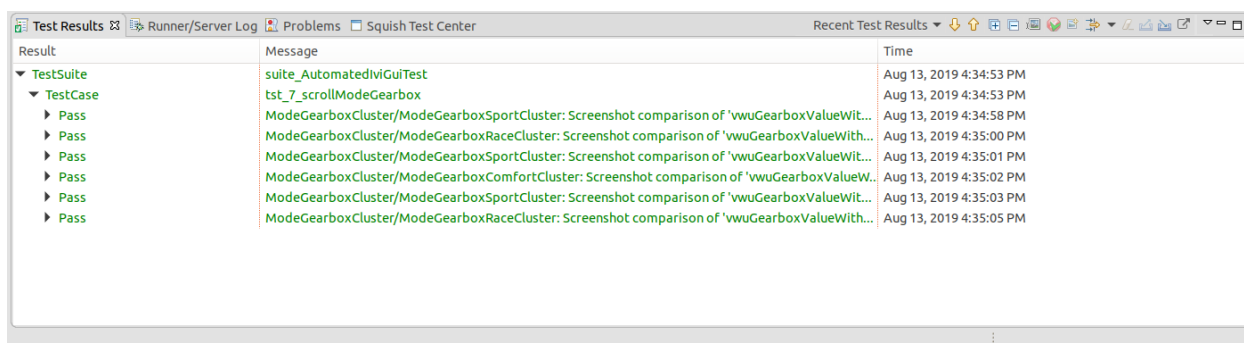 Test Results Runner/Server Log Problems Squish Test Center Recent Test Results
Result Message Time
TestSuite suite_AutomatedIviGuiTest Aug 13, 2019 4:34:53 PM
TestCase tst_7_scrollModeGearbox Aug 13, 2019 4:34:53 PM
Pass ModeGearboxCluster/ModeGearboxSportCluster: Screenshot comparison of 'vwuGearboxValueWit... Aug 13, 2019 4:34:58 PM
Pass ModeGearboxCluster/ModeGearboxRaceCluster: Screenshot comparison of 'vwuGearboxValueWith... Aug 13, 2019 4:35:00 PM
Pass ModeGearboxCluster/ModeGearboxSportCluster: Screenshot comparison of 'vwuGearboxValueWit... Aug 13, 2019 4:35:01 PM
Pass ModeGearboxCluster/ModeGearboxComfortCluster: Screenshot comparison of 'vwuGearboxValueW... Aug 13, 2019 4:35:02 PM
Pass ModeGearboxCluster/ModeGearboxSportCluster: Screenshot comparison of 'vwuGearboxValueWit... Aug 13, 2019 4:35:03 PM
Pass ModeGearboxCluster/ModeGearboxRaceCluster: Screenshot comparison of 'vwuGearboxValueWith... Aug 13, 2019 4:35:05 PM